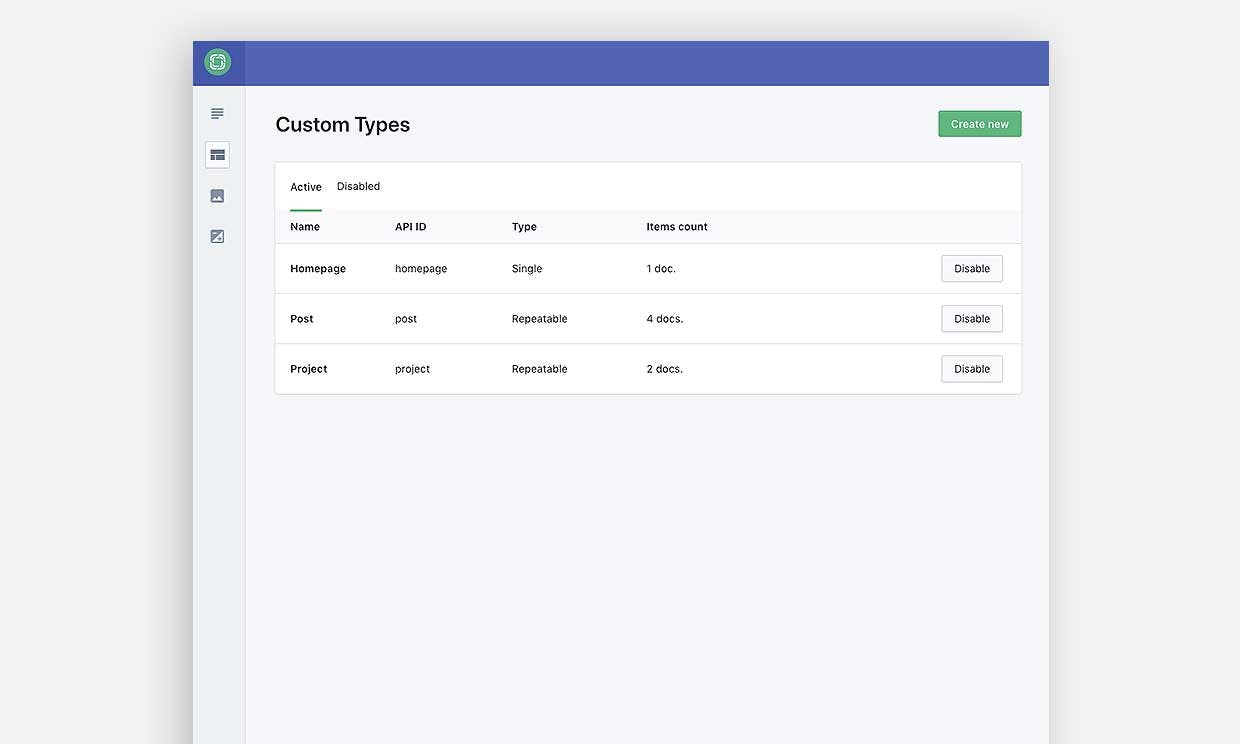 Custom Types
Create new
Active Disabled
Name API ID Type Items count
Homepage homepage Single 1 doc. Disable
Post post Repeatable 4 docs. Disable
Project project Repeatable 2 docs. Disable